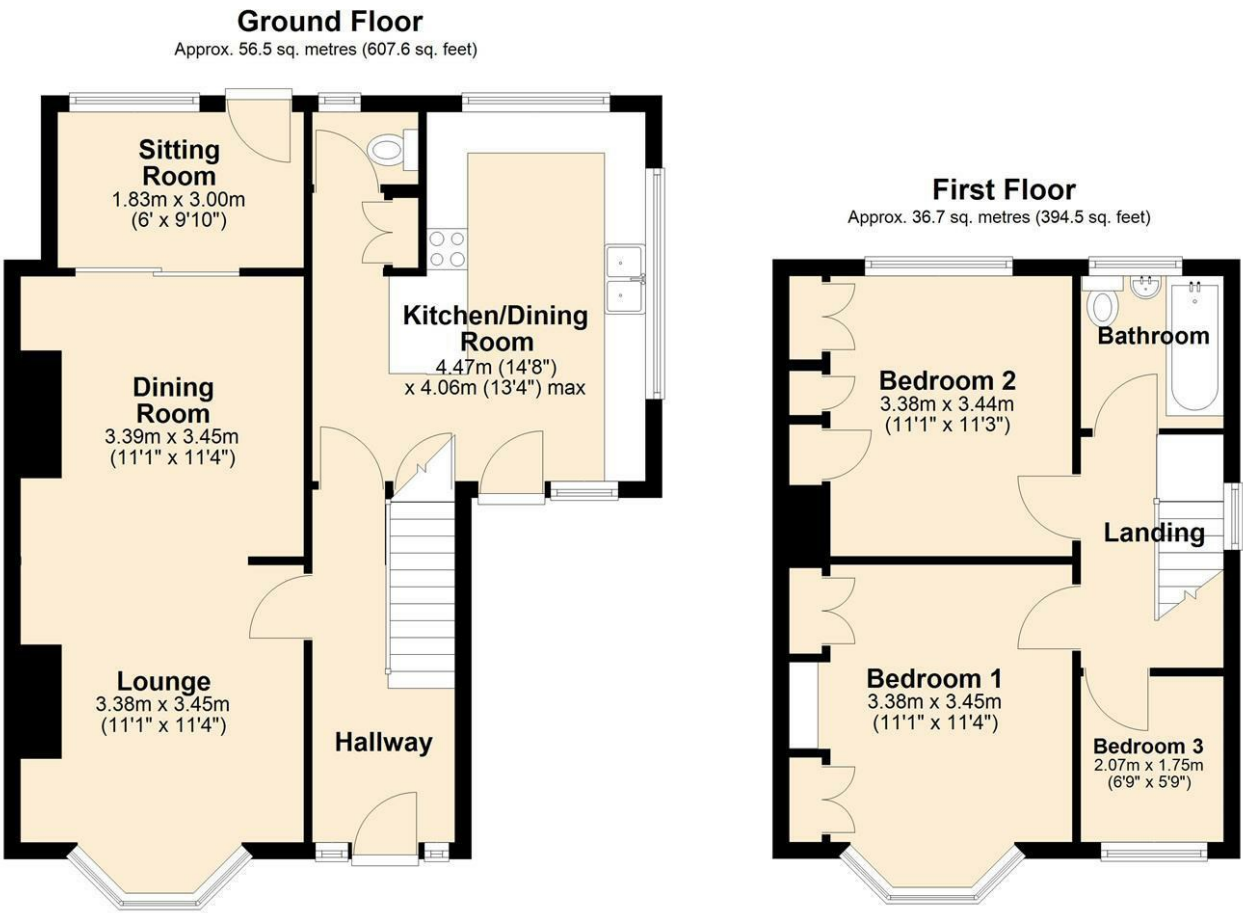 Ground Floor
Approx. 56.5 sq. metres (607.6 sq. feet)
Sitting
Room
1.83m x 3.00m
(6' x 9'10")
Kitchen/Dining
Room
4.47m (14'8")
x 4.06m (13'4") max
Dining
Room
3.39m x 3.45m
(11'1" x 11'4")
Lounge
3.38m x 3.45m
(11'1" x 11'4")
Hallway
First Floor
Approx. 36.7 sq. metres (394.5 sq. feet)
Bathroom
Bedroom 2
3.38m x 3.44m
(11'1" x 11'3")
Landing
Bedroom 1
3.38m x 3.45m
(11'1" x 11'4")
Bedroom 3
2.07m x 1.75m
(6'9" x 5'9")